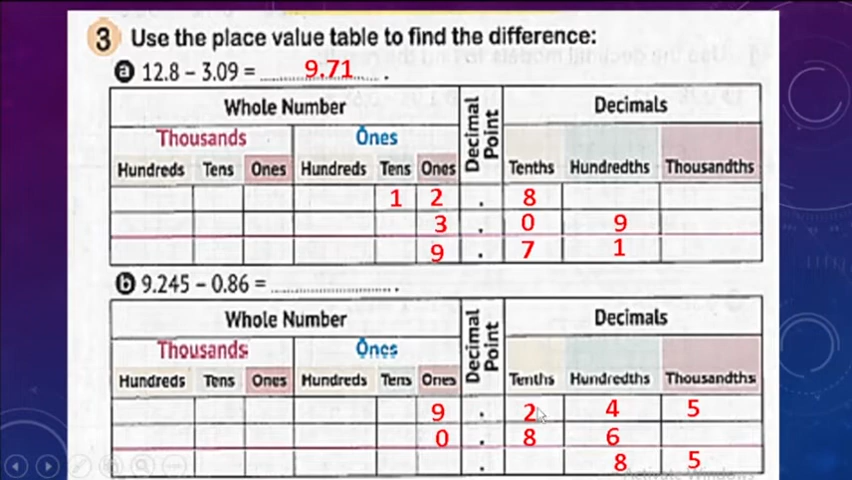 3 Use the place value table to find the difference:
a 12.8 – 3.09 = 9.71 .
Whole Number Decimal Point Decimals
Thousands Ones
Hundreds Tens Ones Hundreds Tens Ones Tenths Hundredths Thousandths
1 2 . 8
3 . 0 9
9 . 7 1
b 9.245 – 0.86 = .................... .
Whole Number Decimal Point Decimals
Thousands Ones
Hundreds Tens Ones Hundreds Tens Ones Tenths Hundredths Thousandths
9 . 2 4 5
0 . 8 6
. 8 5
Activate Windows